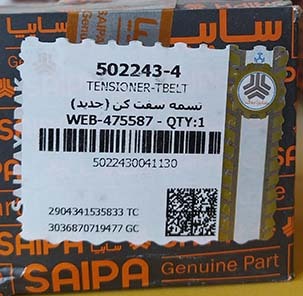 سایپا
SAIPA
502243-4
TENSIONER-TBELT
تسمه سفت کن (جدید)
WEB-475587 - QTY:1
5022430041130
2904341535833 TC
3036870719477 GC
SAIPA Genuine Part